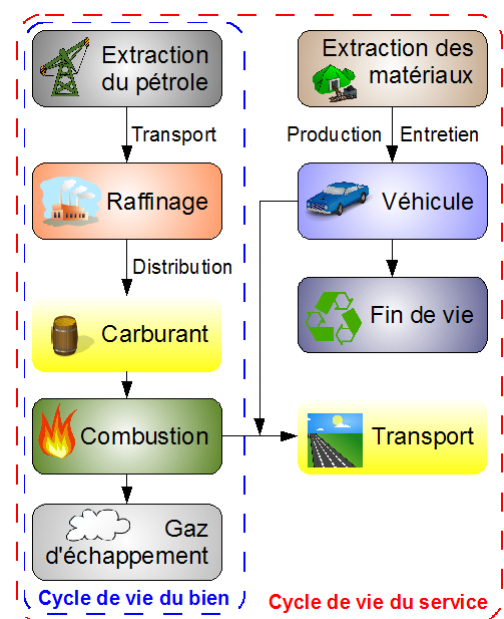 Extraction
du pétrole
Transport
Raffinage
Distribution
Carburant
Combustion
Gaz
d'échappement
Cycle de vie du bien
Extraction des
matériaux
Production Entretien
Véhicule
Fin de vie
Transport
Cycle de vie du service